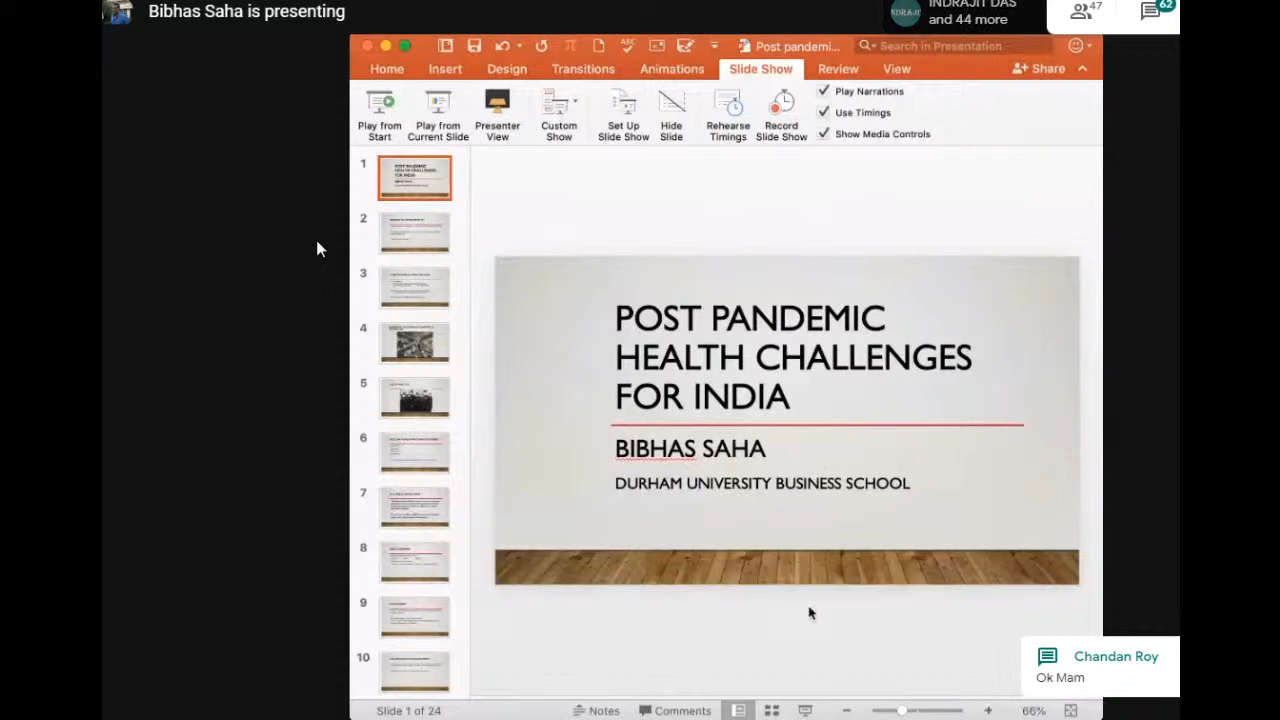 Bibhas Saha is presenting
INDRAJIT DAS
and 44 more
47
62
Post pandemi...
Search in Presentation
Home Insert Design Transitions Animations Slide Show Review View Share
Play from Start
Play from Current Slide
Presenter View
Custom Show
Set Up Slide Show
Hide Slide
Rehearse Timings
Record Slide Show
Play Narrations
Use Timings
Show Media Controls
1
2
3
4
5
6
7
8
9
10
POST PANDEMIC
HEALTH CHALLENGES
FOR INDIA
BIBHAS SAHA
DURHAM UNIVERSITY BUSINESS SCHOOL
Chandan Roy
Ok Mam
Slide 1 of 24 Notes Comments 66%